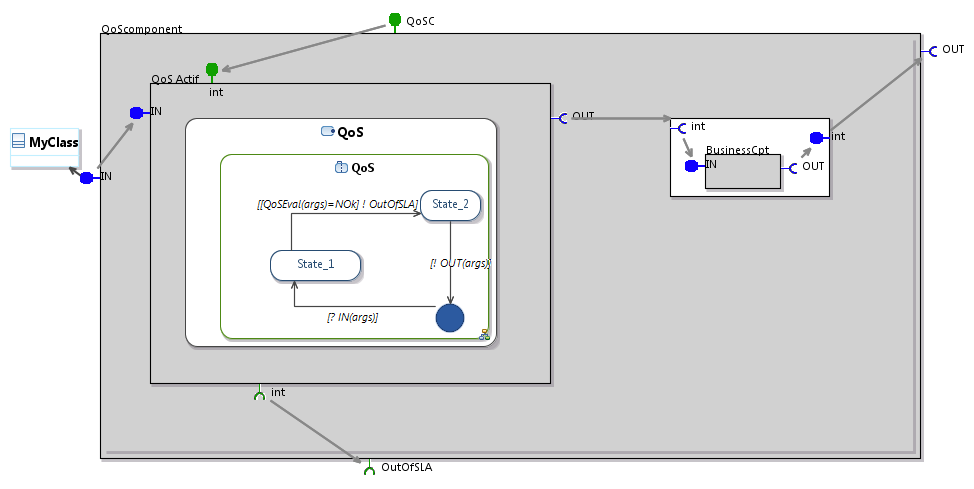 QoSC
QoScomponent
OUT
QoS Actif
int
IN
OUT
int
QoS
MyClass
int
BusinessCpt
IN
OUT
QoS
IN
[[QoSEval(args)=NOk] ! OutOfSLA]
State_2
State_1
[! OUT(args)]
[? IN(args)]
int
OutOfSLA